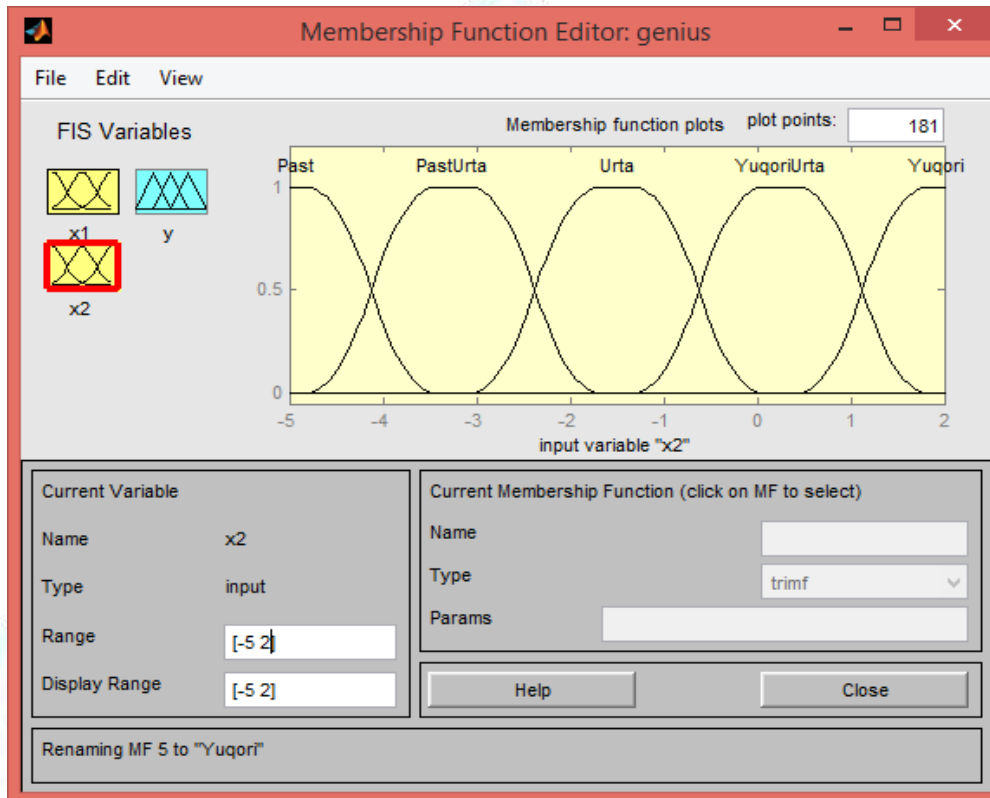 Membership Function Editor: genius
File Edit View
FIS Variables
x1
y
x2
Membership function plots plot points: 181
Past PastUrta Urta YuqoriUrta Yuqori
1
0.5
0
-5 -4 -3 -2 -1 0 1 2
input variable "x2"
Current Variable
Name x2
Type input
Range [-5 2]
Display Range [-5 2]
Current Membership Function (click on MF to select)
Name
Type trimf
Params
Help Close
Renaming MF 5 to "Yuqori"